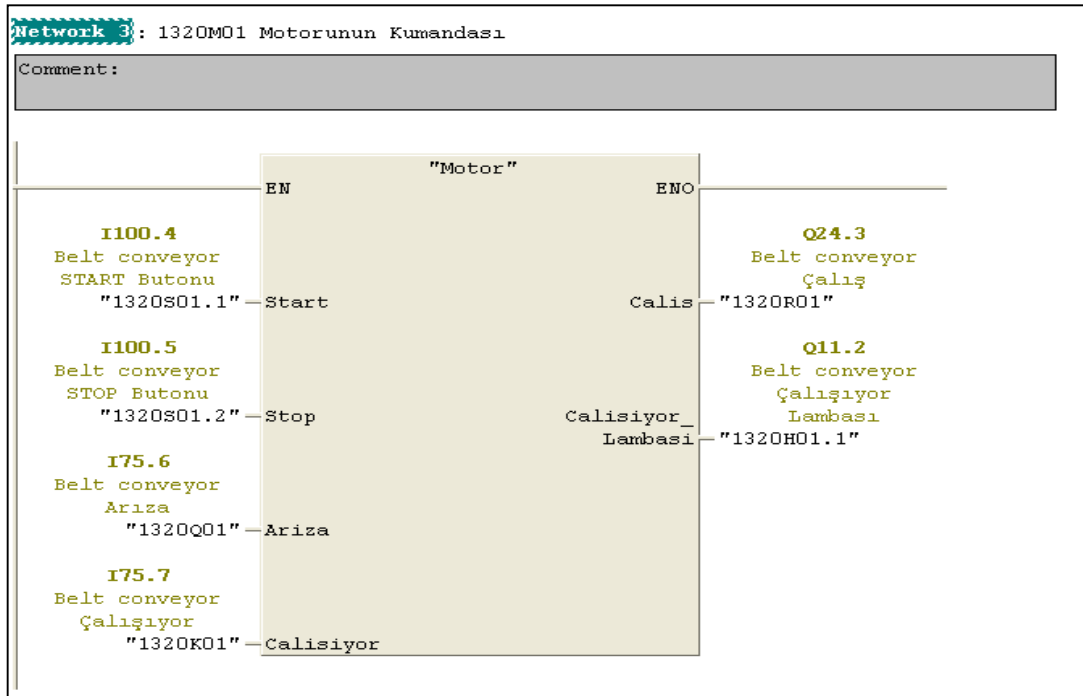 Network 3: 1320M01 Motorunun Kumandası
Comment:
"Motor"
EN
ENO
I100.4
Belt conveyor
START Butonu
"1320S01.1"
Start
Q24.3
Belt conveyor
Çalış
Calis
"1320R01"
I100.5
Belt conveyor
STOP Butonu
"1320S01.2"
Stop
Q11.2
Belt conveyor
Çalışıyor
Lambası
Calisiyor_
Lambasi
"1320H01.1"
I75.6
Belt conveyor
Arıza
"1320Q01"
Ariza
I75.7
Belt conveyor
Çalışıyor
"1320K01"
Calisiyor